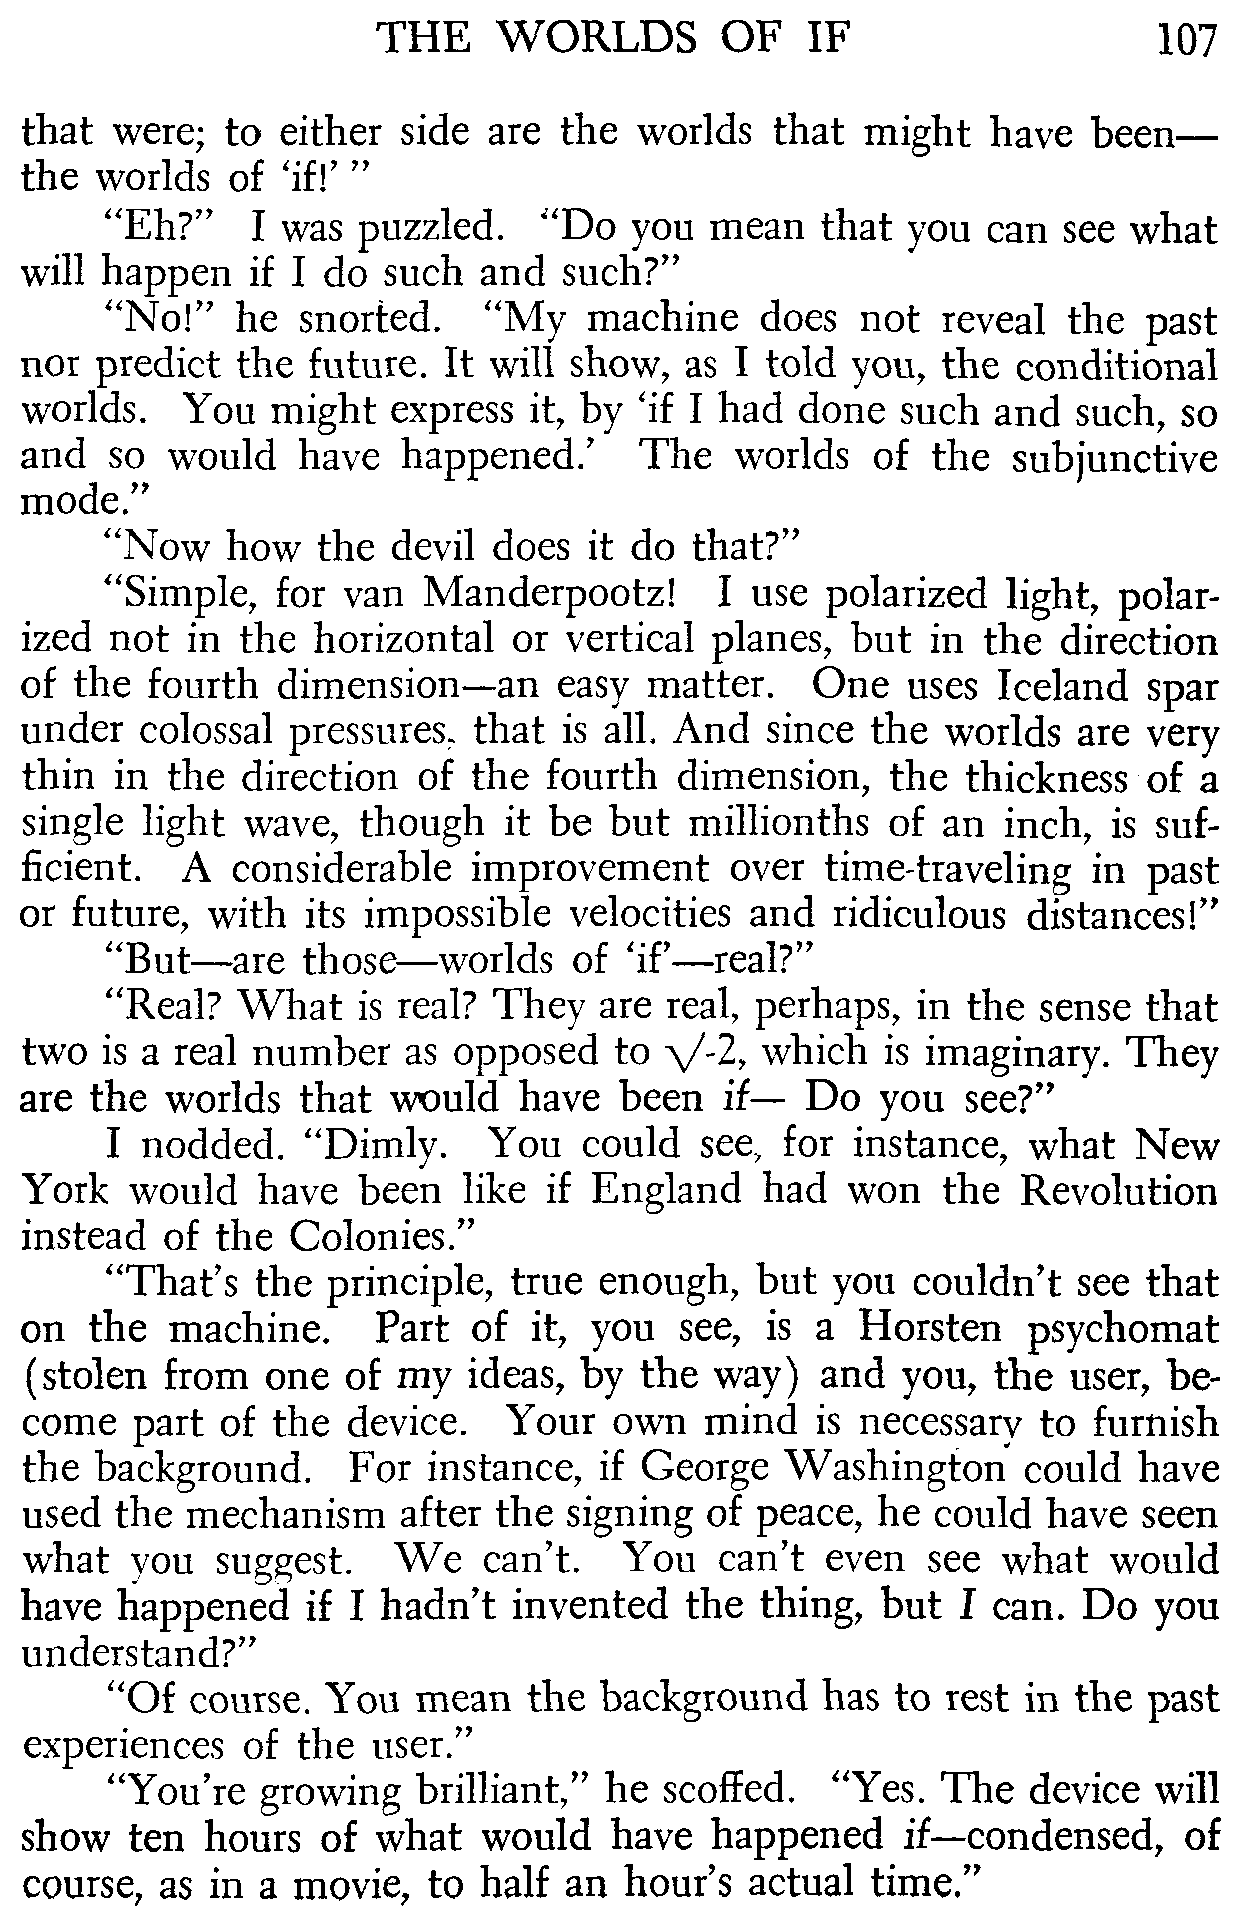 THE WORLDS OF IF 107
that were; to either side are the worlds that might have been—
the worlds of ‘if!’ ”
“Eh?” I was puzzled. “Do you mean that you can see what
will happen if I do such and such?”
“No!” he snorted. “My machine does not reveal the past
nor predict the future. It will show, as I told you, the conditional
worlds. You might express it, by ‘if I had done such and such, so
and so would have happened.’ The worlds of the subjunctive
mode.”
“Now how the devil does it do that?”
“Simple, for van Manderpootz! I use polarized light, polar-
ized not in the horizontal or vertical planes, but in the direction
of the fourth dimension—an easy matter. One uses Iceland spar
under colossal pressures, that is all. And since the worlds are very
thin in the direction of the fourth dimension, the thickness of a
single light wave, though it be but millionths of an inch, is suf-
ficient. A considerable improvement over time-traveling in past
or future, with its impossible velocities and ridiculous distances!”
“But—are those—worlds of ‘if’—real?”
“Real? What is real? They are real, perhaps, in the sense that
two is a real number as opposed to √-2, which is imaginary. They
are the worlds that would have been if— Do you see?”
I nodded. “Dimly. You could see, for instance, what New
York would have been like if England had won the Revolution
instead of the Colonies.”
“That’s the principle, true enough, but you couldn’t see that
on the machine. Part of it, you see, is a Horsten psychomat
(stolen from one of my ideas, by the way) and you, the user, be-
come part of the device. Your own mind is necessary to furnish
the background. For instance, if George Washington could have
used the mechanism after the signing of peace, he could have seen
what you suggest. We can’t. You can’t even see what would
have happened if I hadn’t invented the thing, but I can. Do you
understand?”
“Of course. You mean the background has to rest in the past
experiences of the user.”
“You’re growing brilliant,” he scoffed. “Yes. The device will
show ten hours of what would have happened if—condensed, of
course, as in a movie, to half an hour’s actual time.”